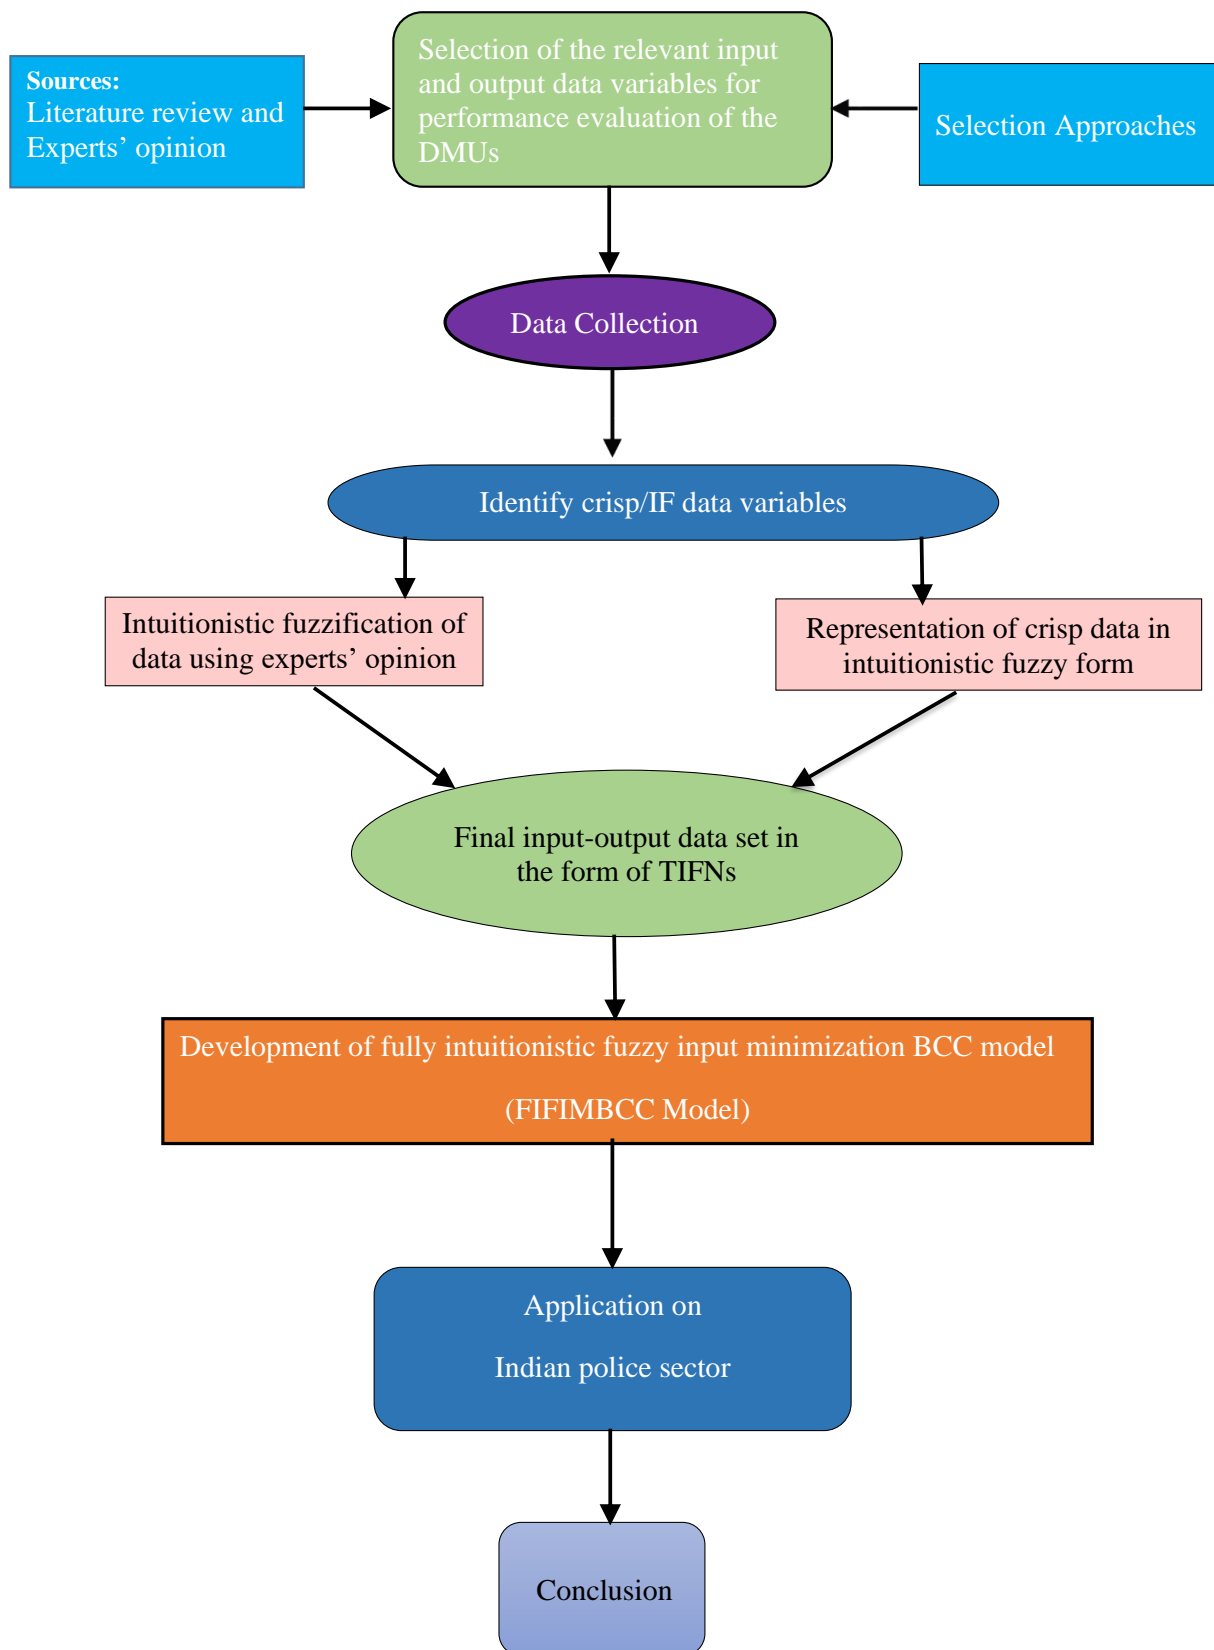 Sources:
Literature review and
Experts’ opinion
Selection of the relevant input
and output data variables for
performance evaluation of the
DMUs
Selection Approaches
Data Collection
Identify crisp/IF data variables
Intuitionistic fuzzification of
data using experts’ opinion
Representation of crisp data in
intuitionistic fuzzy form
Final input-output data set in
the form of TIFNs
Development of fully intuitionistic fuzzy input minimization BCC model
(FIFIMBCC Model)
Application on
Indian police sector
Conclusion